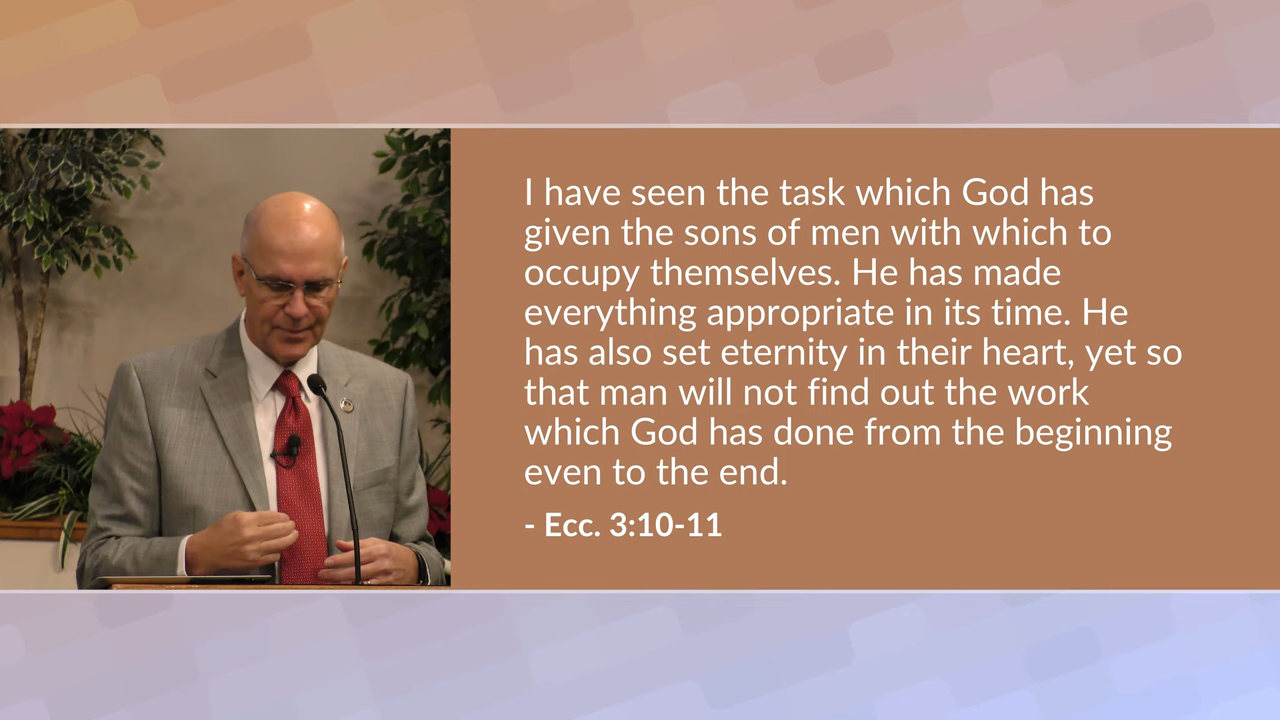 I have seen the task which God has
given the sons of men with which to
occupy themselves. He has made
everything appropriate in its time. He
has also set eternity in their heart, yet so
that man will not find out the work
which God has done from the beginning
even to the end.
- Ecc. 3:10-11